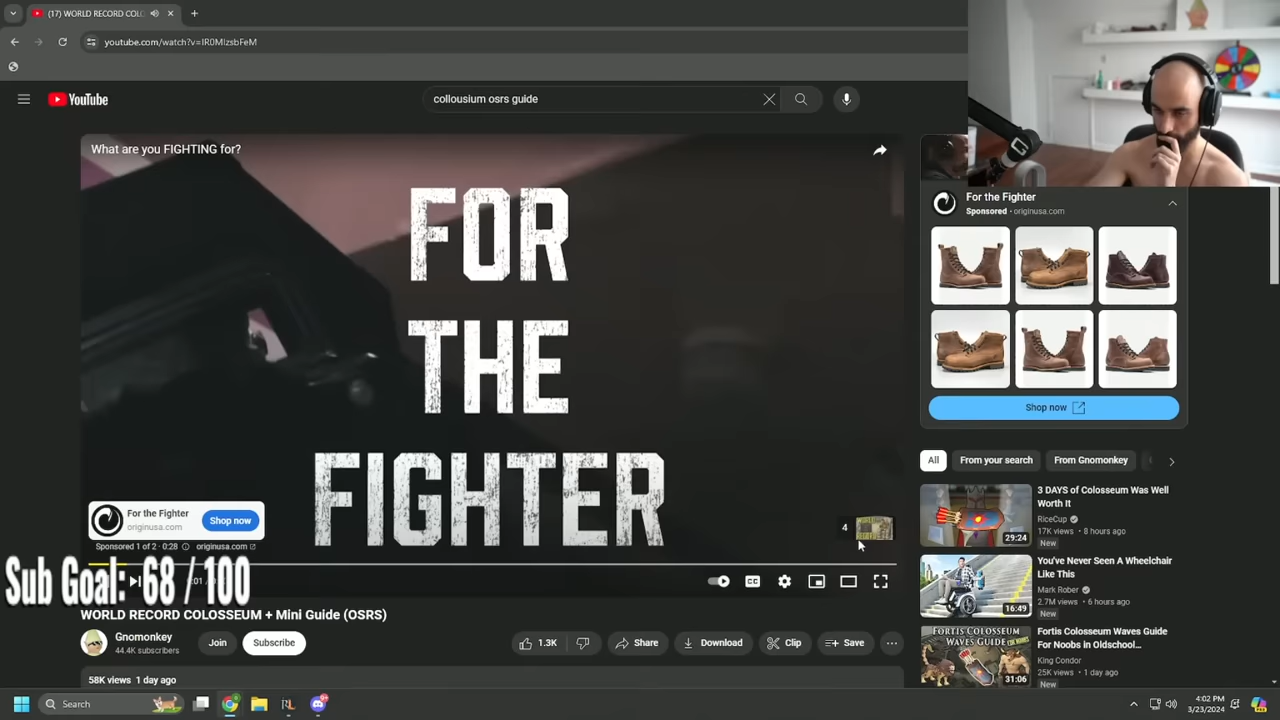 (17) WORLD RECORD COL
youtube.com/watch?v=IR0MIzsbFeM
YouTube
collousium osrs guide
What are you FIGHTING for?
FOR
THE
FIGHTER
For the Fighter
originusa.com
Shop now
4
Sponsored 1 of 2 · 0:28
originusa.com
Sub Goal: 68 / 100
CC
WORLD RECORD COLOSSEUM + Mini Guide (OSRS)
Gnomonkey
44.4K subscribers
Join
Subscribe
1.3K
Share
Download
Clip
Save
58K views 1 day ago
For the Fighter
Sponsored · originusa.com
Shop now
All
From your search
From Gnomonkey
3 DAYS of Colosseum Was Well
Worth It
RiceCup
17K views • 8 hours ago
New
29:24
You've Never Seen A Wheelchair
Like This
Mark Rober
2.7M views • 6 hours ago
New
16:49
FORTIS COLOSSEUM
WAVES GUIDE
31:06
Fortis Colosseum Waves Guide
For Noobs in Oldschool...
King Condor
25K views • 1 day ago
New
Search
4:02 PM
3/23/2024